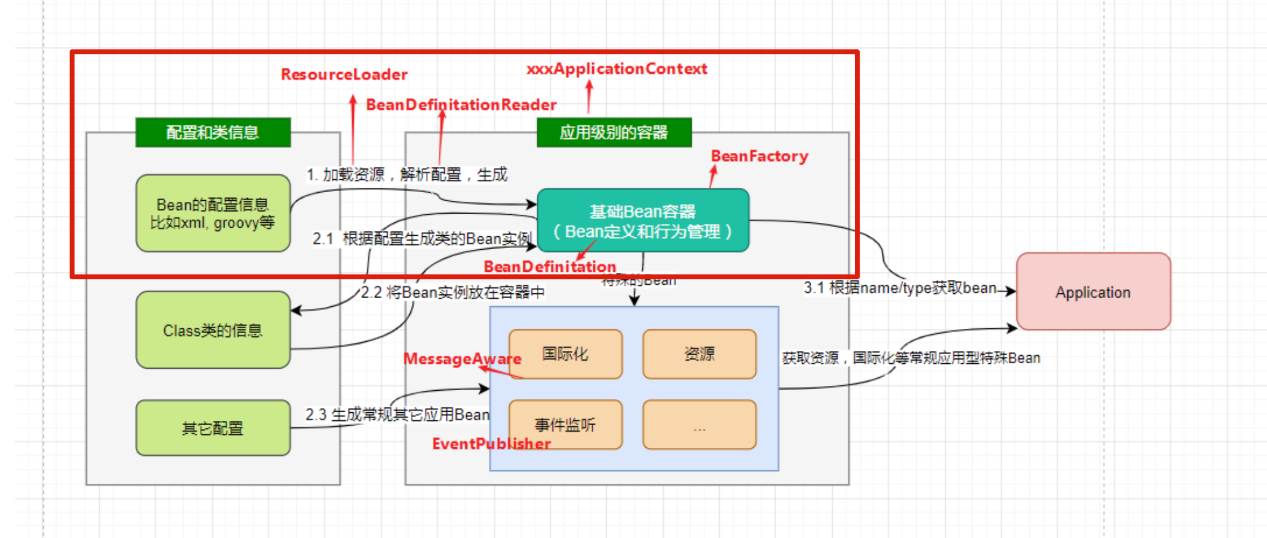 ResourceLoader
xxxApplicationContext
BeanDefinitationReader
配置和类信息
应用级别的容器
BeanFactory
1. 加载资源，解析配置，生成
Bean的配置信息
比如xml, groovy等
基础Bean容器
（ Bean定义和行为管理 ）
2.1 根据配置生成类的Bean实例
BeanDefinitation
特殊的Bean
2.2 将Bean实例放在容器中
3.1 根据name/type获取bean
Application
Class类的信息
国际化
资源
MessageAware
获取资源，国际化等常规应用型特殊Bean
2.3 生成常规其它应用Bean
其它配置
事件监听
...
EventPublisher